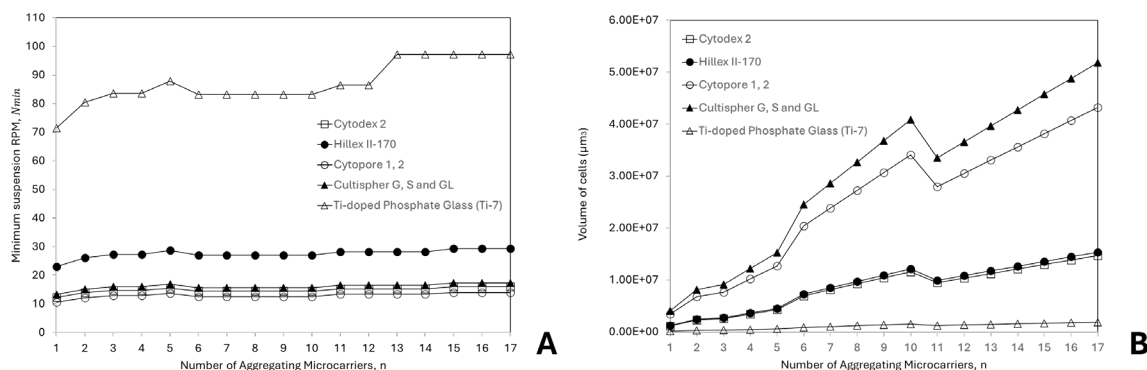 110
100
90
80
70
60
50
40
30
20
10
0
Minimum suspension RPM, Nmin
Cytodex 2
Hillex II-170
Cytopore 1, 2
Cultispher G, S and GL
Ti-doped Phosphate Glass (Ti-7)
1 2 3 4 5 6 7 8 9 10 11 12 13 14 15 16 17
Number of Aggregating Microcarriers, n
A
6.00E+07
5.00E+07
4.00E+07
3.00E+07
2.00E+07
1.00E+07
0.00E+00
Volume of cells (µm3)
Cytodex 2
Hillex II-170
Cytopore 1, 2
Cultispher G, S and GL
Ti-doped Phosphate Glass (Ti-7)
1 2 3 4 5 6 7 8 9 10 11 12 13 14 15 16 17
Number of Aggregating Microcarriers, n
B